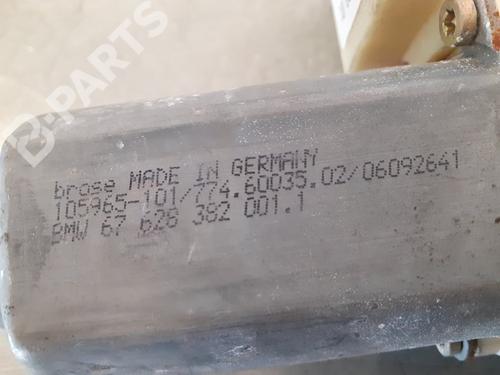 B-PARTS
brose MADE IN GERMANY
105965-101/774.60035.02/06092641
BMW 67 628 382 001.1